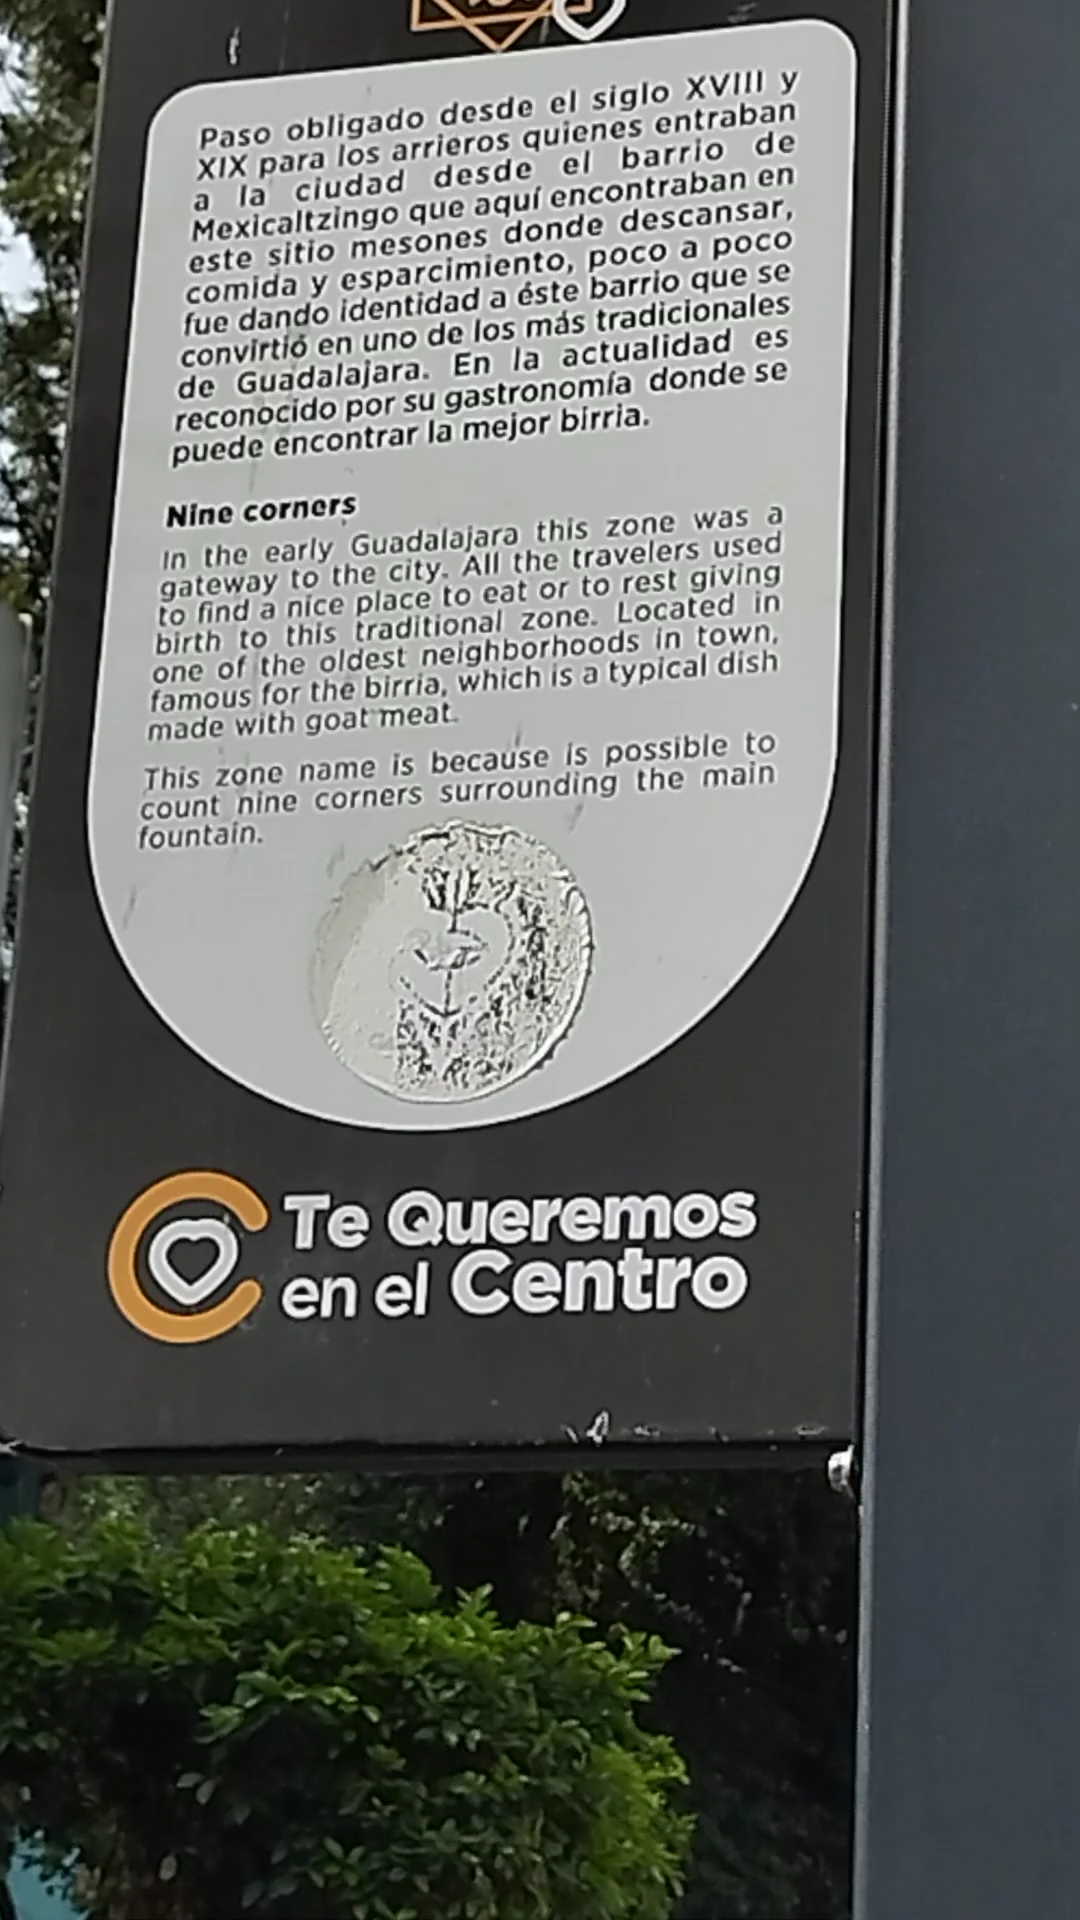 Paso obligado desde el siglo XVIII y
XIX para los arrieros quienes entraban
a la ciudad desde el barrio de
Mexicaltzingo que aquí encontraban en
este sitio mesones donde descansar,
comida y esparcimiento, poco a poco
fue dando identidad a éste barrio que se
convirtió en uno de los más tradicionales
de Guadalajara. En la actualidad es
reconocido por su gastronomía donde se
puede encontrar la mejor birria.
Nine corners
In the early Guadalajara this zone was a
gateway to the city. All the travelers used
to find a nice place to eat or to rest giving
birth to this traditional zone. Located in
one of the oldest neighborhoods in town,
famous for the birria, which is a typical dish
made with goat meat.
This zone name is because is possible to
count nine corners surrounding the main
fountain.
Te Queremos
en el Centro